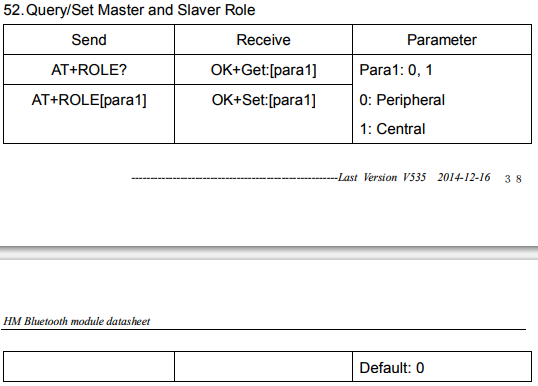 52. Query/Set Master and Slaver Role
Send Receive Parameter
AT+ROLE? OK+Get:[para1] Para1: 0, 1
AT+ROLE[para1] OK+Set:[para1] 0: Peripheral
1: Central
--------------------------------------------------------Last Version V535 2014-12-16 38
HM Bluetooth module datasheet
Default: 0